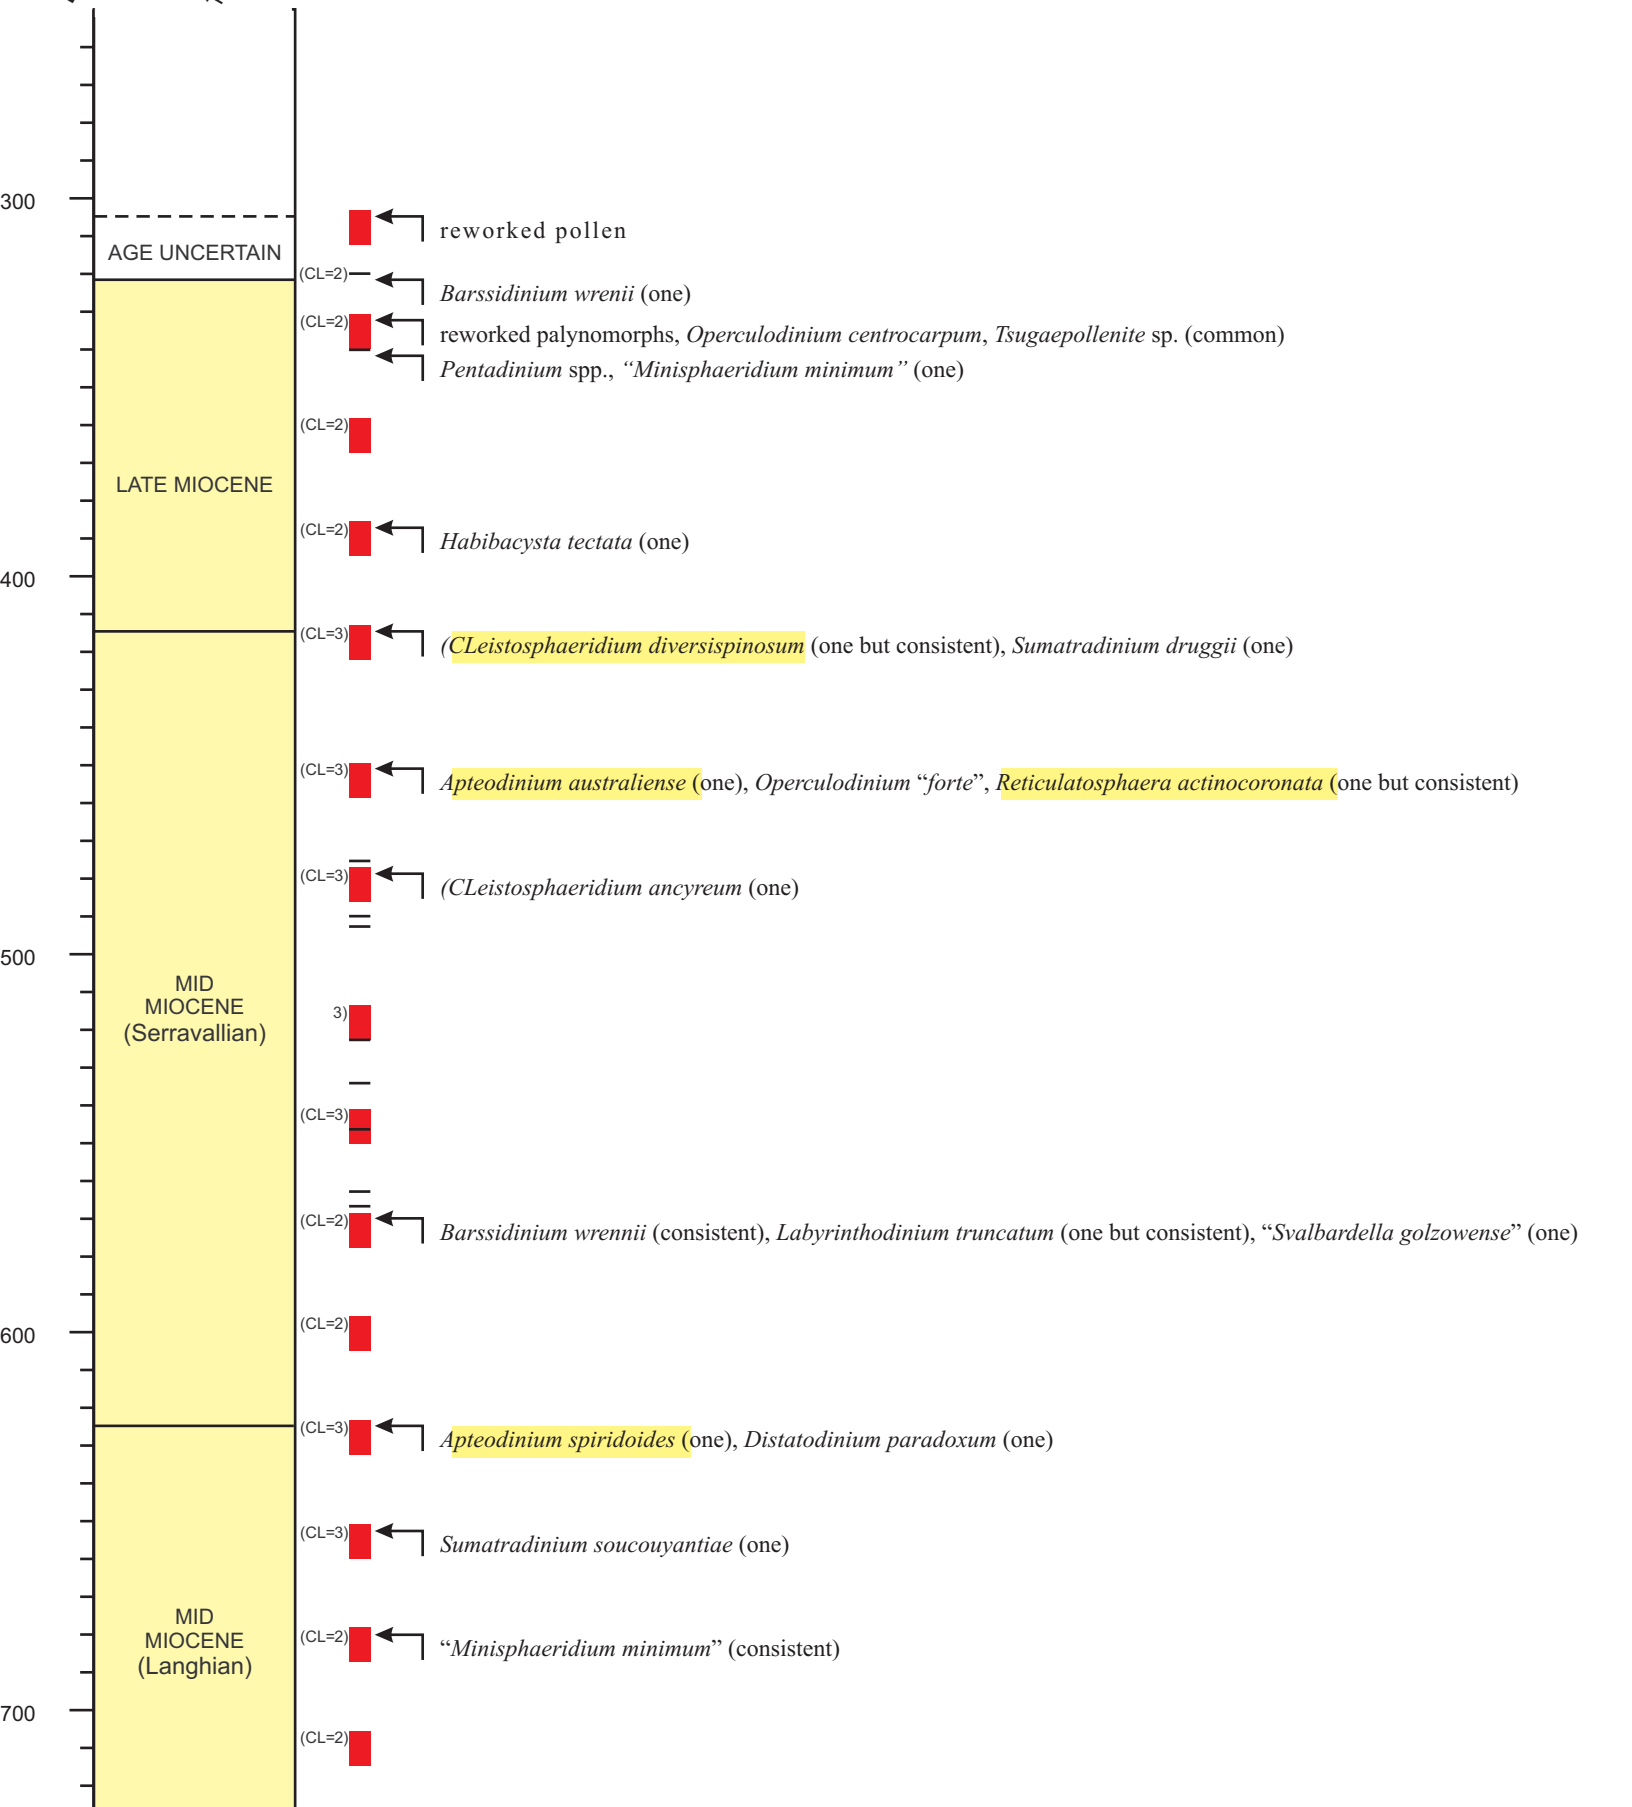 300
reworked pollen
AGE UNCERTAIN
(CL=2)
Barssidinium wrenii (one)
(CL=2)
reworked palynomorphs, Operculodinium centrocarpum, Tsugaepollenite sp. (common)
Pentadinium spp., “Minisphaeridium minimum” (one)
(CL=2)
LATE MIOCENE
(CL=2)
Habibacysta tectata (one)
400
(CL=3)
(CLeistosphaeridium diversispinosum (one but consistent), Sumatradinium druggii (one)
(CL=3)
Apteodinium australiense (one), Operculodinium “forte”, Reticulatosphaera actinocoronata (one but consistent)
(CL=3)
(CLeistosphaeridium ancyreum (one)
500
MID
MIOCENE
(Serravallian)
3)
(CL=3)
(CL=2)
Barssidinium wrennii (consistent), Labyrinthodinium truncatum (one but consistent), “Svalbardella golzowense” (one)
(CL=2)
600
(CL=3)
Apteodinium spiridoides (one), Distatodinium paradoxum (one)
(CL=3)
Sumatradinium soucouyantiae (one)
MID
MIOCENE
(Langhian)
(CL=2)
“Minisphaeridium minimum” (consistent)
700
(CL=2)